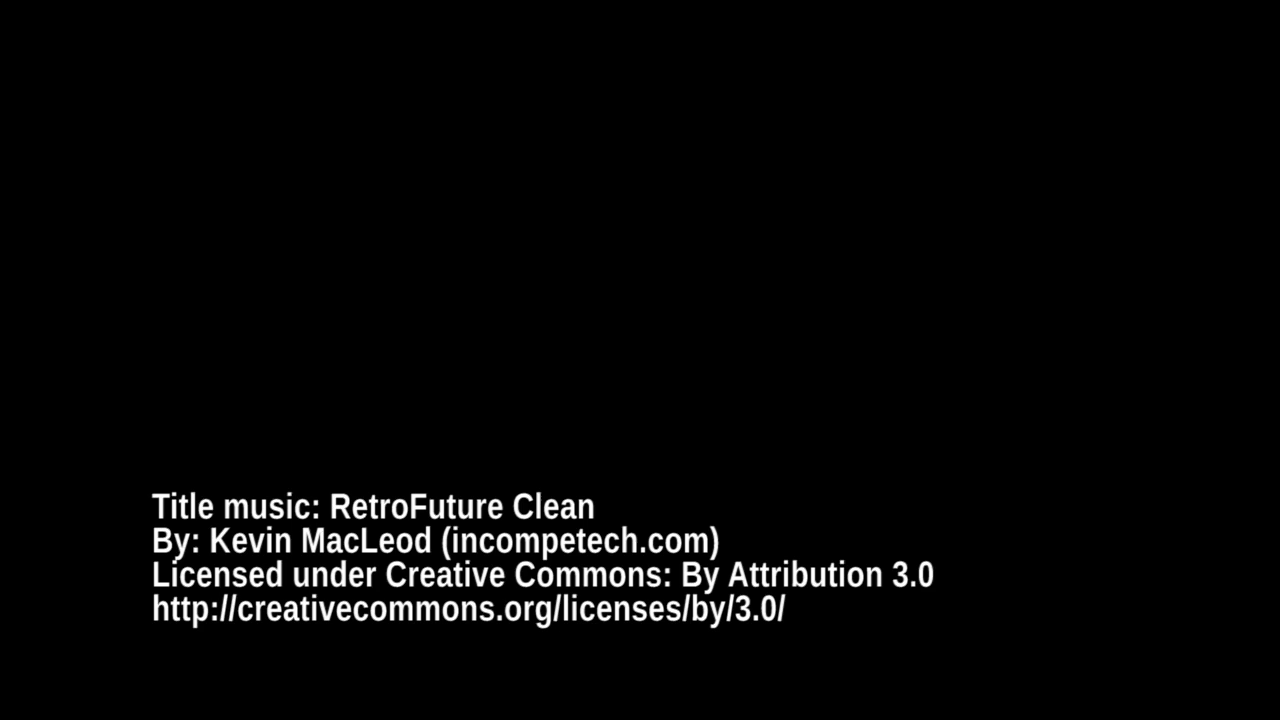 Title music: RetroFuture Clean
By: Kevin MacLeod (incompetech.com)
Licensed under Creative Commons: By Attribution 3.0
http://creativecommons.org/licenses/by/3.0/